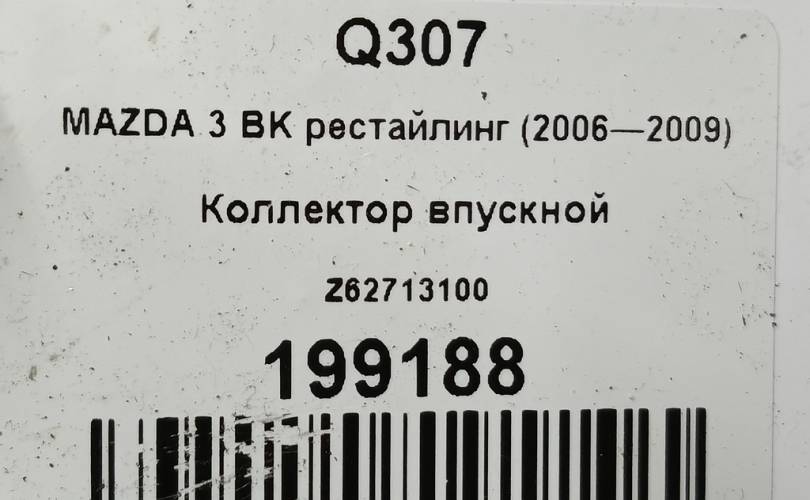 Q307
MAZDA 3 BK рестайлинг (2006—2009)
Коллектор впускной
Z62713100
199188